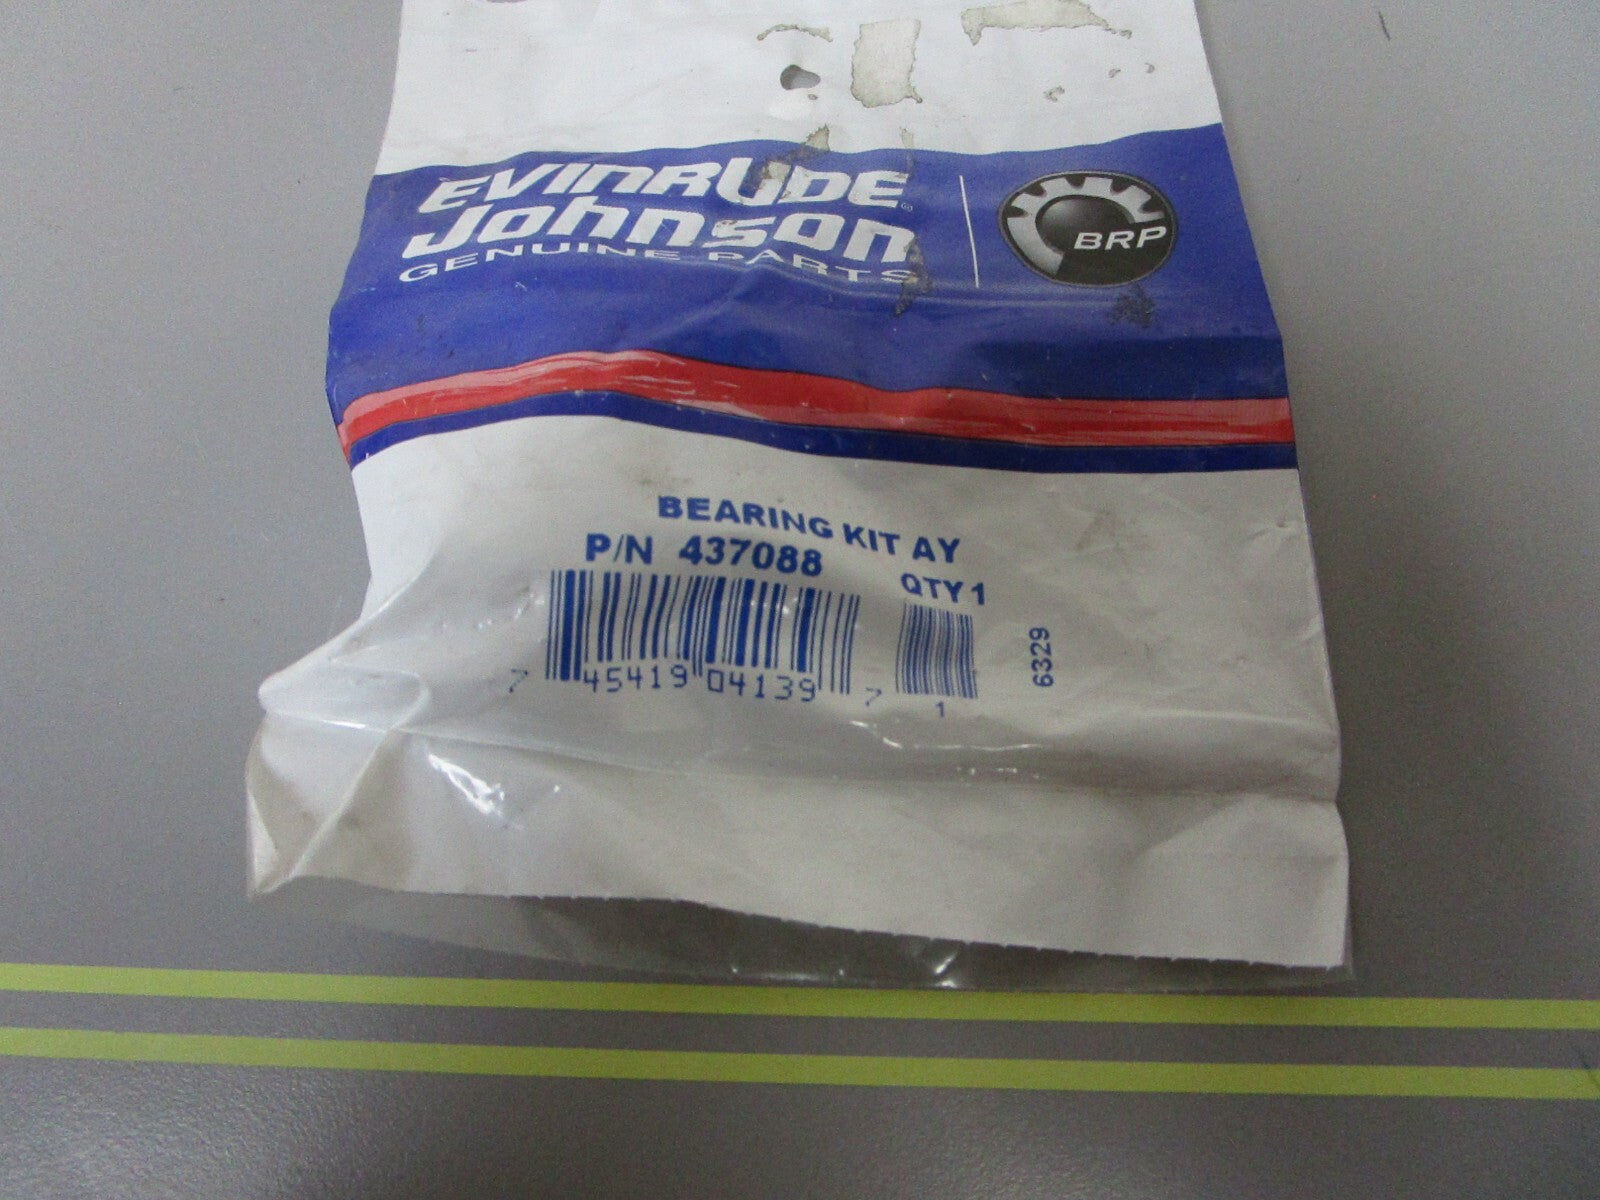 EVINRUDE®
Johnson
GENUINE PARTS
BRP
BEARING KIT AY
P/N 437088
QTY 1
7 45419 04139 7
1
6329